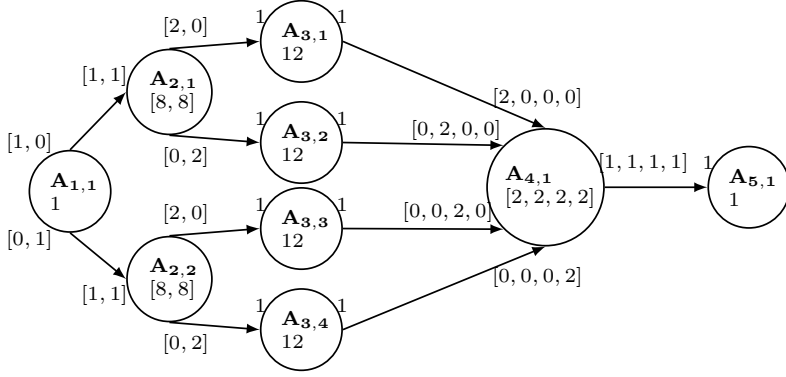 [2, 0]
1
A3,1
12
1
[1, 1]
A2,1
[8, 8]
[0, 2]
1
A3,2
12
1
[2, 0, 0, 0]
[0, 2, 0, 0]
[1, 0]
A1,1
1
[0, 1]
A4,1
[2, 2, 2, 2]
[1, 1, 1, 1]
1
A5,1
1
[2, 0]
1
A3,3
12
1
[0, 0, 2, 0]
[1, 1]
A2,2
[8, 8]
[0, 2]
1
A3,4
12
1
[0, 0, 0, 2]